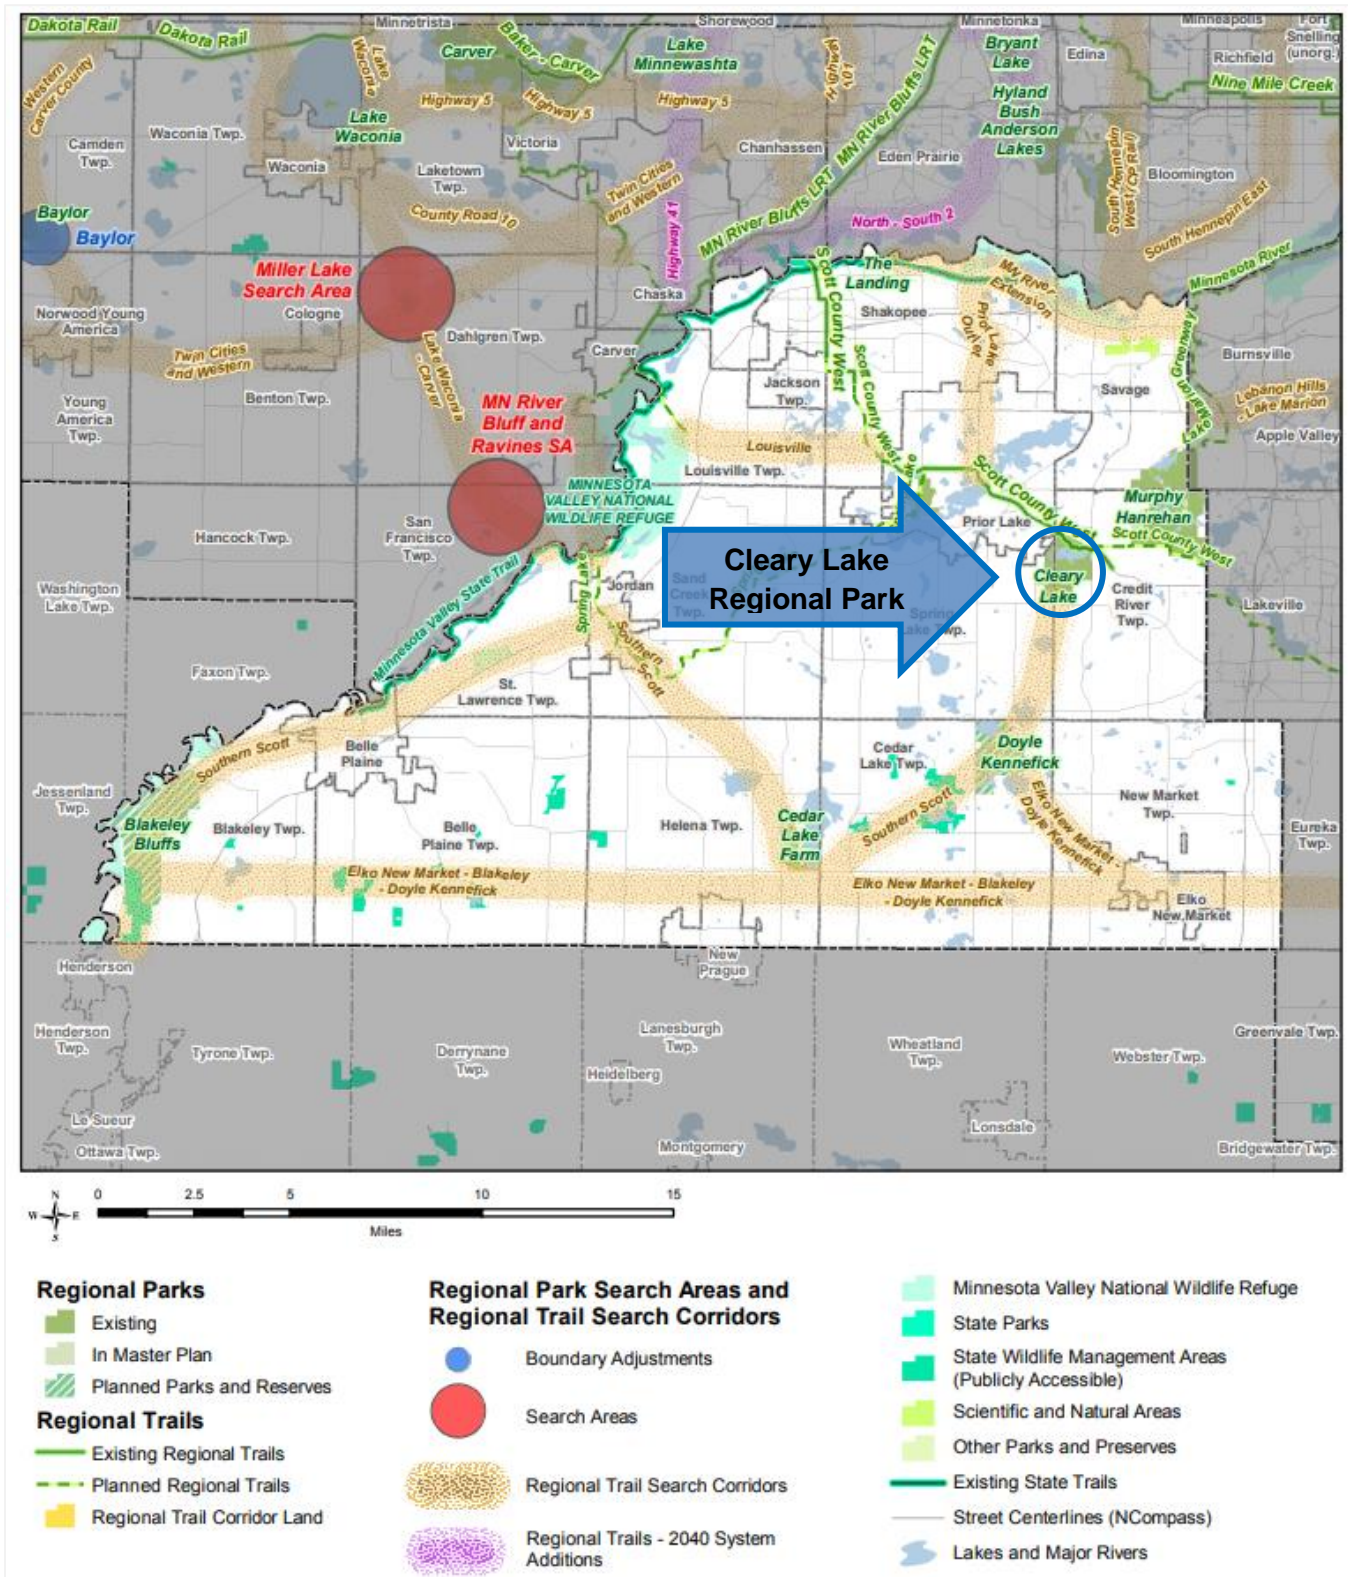 Dakota Rail
Dakota Rail
Minnetrista
Baker - Carver
Shorewood
Minnetonka
Minneapolis
Fort
Snelling
(unorg.)
Western
Carver County
Lake
Waconia
Carver
Lake
Minnewashta
Highway
101
Bryant
Lake
Edina
Richfield
Nine Mile Creek
Highway 5
Highway 5
Highway 5
MN River Bluffs LRT
Hyland
Bush
Anderson
Lakes
Camden
Twp.
Waconia Twp.
Lake
Waconia
Victoria
Chanhassen
Eden Prairie
South Hennepin
West (CP Rail)
Bloomington
Waconia
Laketown
Twp.
Twin Cities
and Western
South Hennepin East
Baylor
Baylor
County Road 10
Highway 41
MN River Bluffs LRT
North - South 2
Minnesota River
Miller Lake
Search Area
Cologne
Scott County West
The
Landing
MN River
Extension
Chaska
Norwood Young
America
Dahlgren Twp.
Shakopee
Prior Lake
Outlet
Twin Cities
and Western
Lake Waconia
- Carver
Carver
Scott County West
Greenway
Burnsville
Jackson
Twp.
Savage
Young
America
Twp.
Benton Twp.
MN River
Bluff and
Ravines SA
Lake Marion
Lebanon Hills
- Lake Marion
Louisville
Apple Valley
Louisville Twp.
Scott County West
MINNESOTA
VALLEY NATIONAL
WILDLIFE REFUGE
Murphy
Hanrehan
Hancock Twp.
San
Francisco
Twp.
Prior Lake
Scott County West
Cleary Lake
Regional Park
Cleary
Lake
Washington
Lake Twp.
Minnesota Valley State Trail
Spring Lake
Jordan
Sand
Creek
Twp.
Spring
Lake Twp.
Credit
River
Twp.
Lakeville
Southern
Scott
Faxon Twp.
St.
Lawrence Twp.
Southern Scott
Belle
Plaine
Cedar
Lake Twp.
Doyle
Kennefick
Jessenland
Twp.
Elko New Market -
Doyle Kennefick
New Market
Twp.
Blakeley
Bluffs
Blakeley Twp.
Belle
Plaine Twp.
Helena Twp.
Cedar
Lake
Farm
Southern Scott
Eureka
Twp.
Elko New Market - Blakeley
- Doyle Kennefick
Elko New Market - Blakeley
- Doyle Kennefick
Elko
New Market
Henderson
New
Prague
Henderson
Twp.
Tyrone Twp.
Derrynane
Twp.
Lanesburgh
Twp.
Wheatland
Twp.
Webster Twp.
Greenvale Twp.
Heidelberg
Le Sueur
Ottawa Twp.
Montgomery
Lonsdale
Bridgewater Twp.
N
W E
S
0 2.5 5 10 15
Miles
Regional Parks
Existing
In Master Plan
Planned Parks and Reserves
Regional Trails
Existing Regional Trails
Planned Regional Trails
Regional Trail Corridor Land
Regional Park Search Areas and
Regional Trail Search Corridors
Boundary Adjustments
Search Areas
Regional Trail Search Corridors
Regional Trails - 2040 System
Additions
Minnesota Valley National Wildlife Refuge
State Parks
State Wildlife Management Areas
(Publicly Accessible)
Scientific and Natural Areas
Other Parks and Preserves
Existing State Trails
Street Centerlines (NCompass)
Lakes and Major Rivers